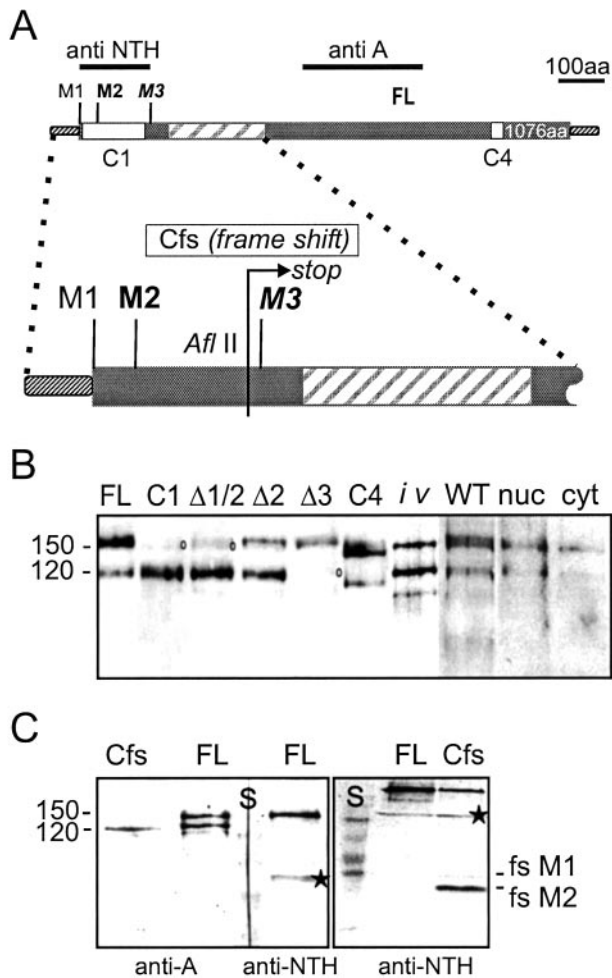 A
anti NTH anti A 100aa
M1 M2 M3 FL
1076aa
C1 C4
Cfs (frame shift)
stop
M1 M2 M3
Afl II
B
FL C1 Δ1/2 Δ2 Δ3 C4 i v WT nuc cyt
150 -
120 -
C
Cfs FL FL FL Cfs
S S
150 -
120 -
fs M1
fs M2
anti-A anti-NTH anti-NTH